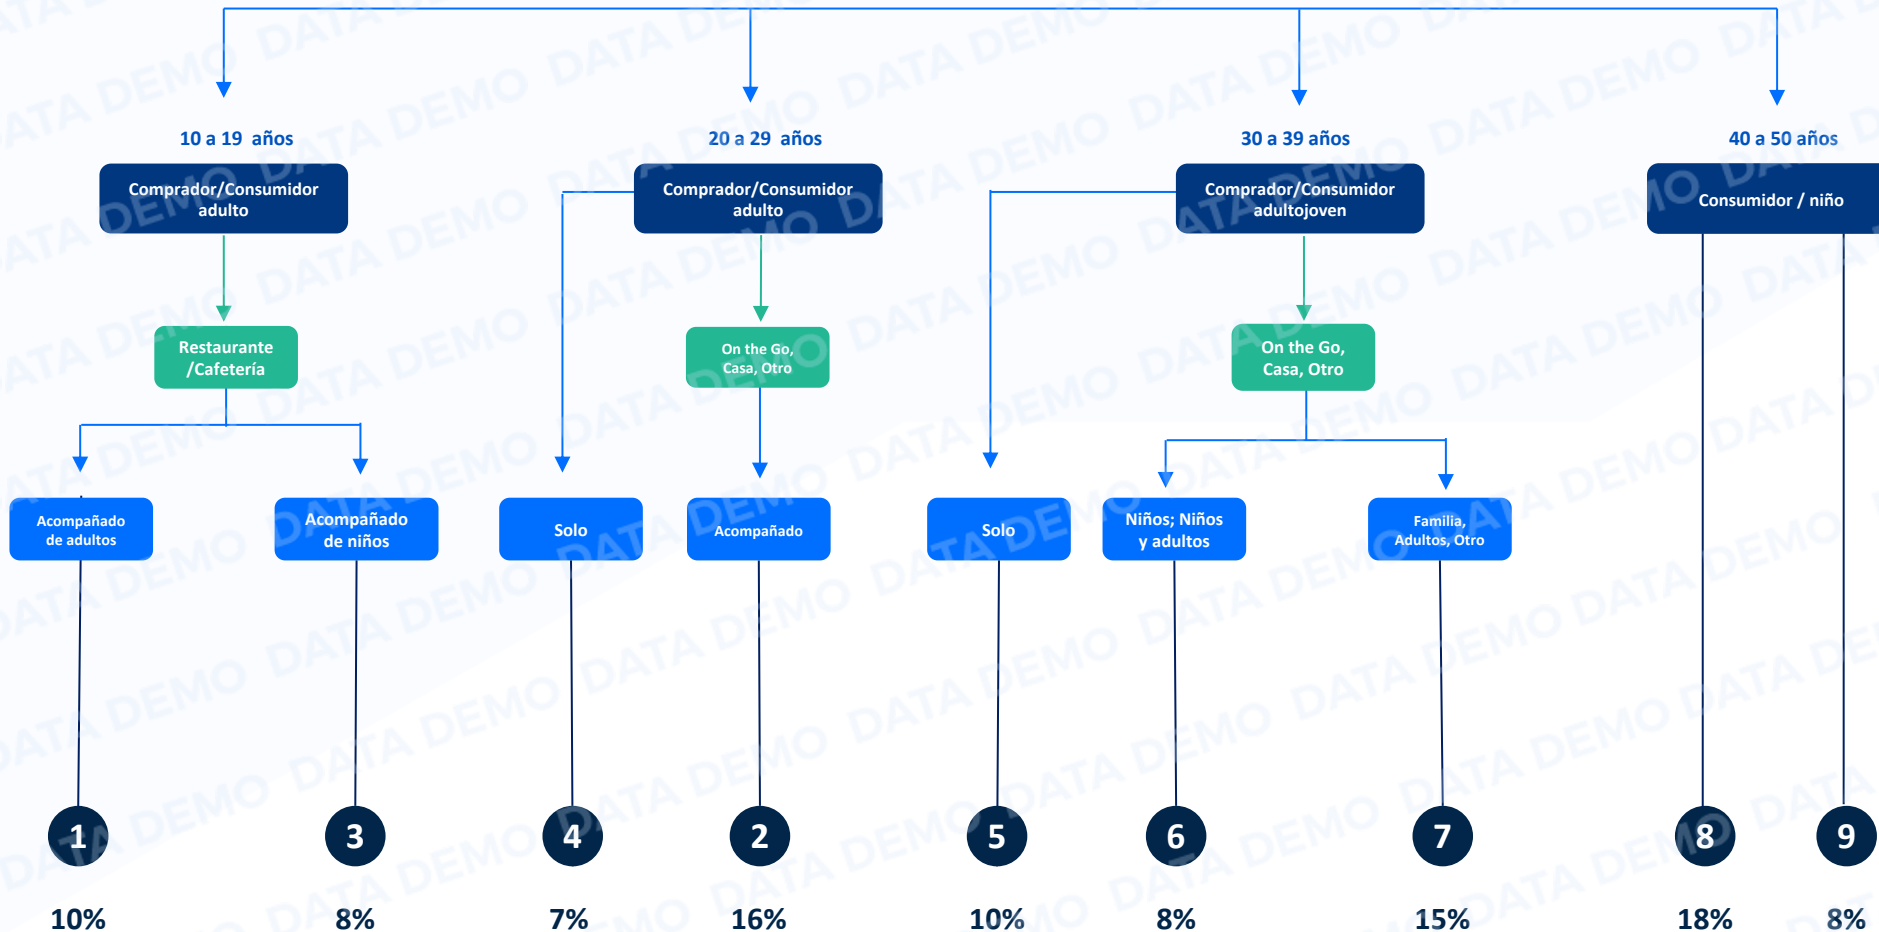 10 a 19 años
20 a 29 años
30 a 39 años
40 a 50 años
Comprador/Consumidor
adulto
Comprador/Consumidor
adulto
Comprador/Consumidor
adultojoven
Consumidor / niño
Restaurante
/Cafetería
On the Go,
Casa, Otro
On the Go,
Casa, Otro
Acompañado
de adultos
Acompañado
de niños
Solo
Acompañado
Solo
Niños; Niños
y adultos
Familia,
Adultos, Otro
1
3
4
2
5
6
7
8
9
10%
8%
7%
16%
10%
8%
15%
18%
8%
DATA DEMO